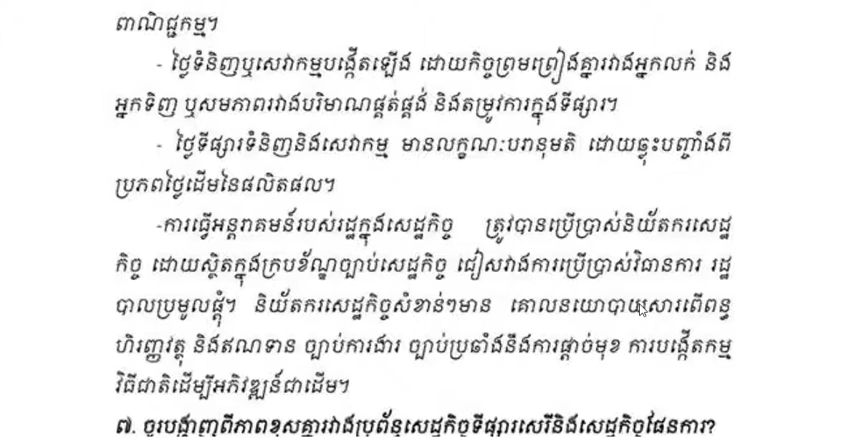 ពាណិជ្ជកម្ម។
- ថ្លៃទំនិញឬសេវាកម្មបង្កើតឡើង ដោយកិច្ចព្រមព្រៀងគ្នារវាងអ្នកលក់ និង
អ្នកទិញ ឬសមភាពរវាងបរិមាណផ្គត់ផ្គង់ និងតម្រូវការក្នុងទីផ្សារ។
- ថ្លៃទីផ្សារទំនិញនិងសេវាកម្ម មានលក្ខណៈបរានុមតិ ដោយឆ្លុះបញ្ចាំងពី
ប្រភពថ្លៃដើមនៃផលិតផល។
-ការធ្វើអន្តរាគមន៍របស់រដ្ឋក្នុងសេដ្ឋកិច្ច ត្រូវបានប្រើប្រាស់និយ័តករសេដ្ឋ
កិច្ច ដោយស្ថិតក្នុងក្របខ័ណ្ឌច្បាប់សេដ្ឋកិច្ច ជៀសវាងការប្រើប្រាស់វិធានការ រដ្ឋ
បាលប្រមូលផ្តុំ។ និយ័តករសេដ្ឋកិច្ចសំខាន់ៗមាន គោលនយោបាយសារពើពន្ធ
ហិរញ្ញវត្ថុ និងឥណទាន ច្បាប់ការងារ ច្បាប់ប្រឆាំងនឹងការផ្តាច់មុខ ការបង្កើតកម្ម
វិធីជាតិដើម្បីអភិវឌ្ឍន៍ជាដើម។
៧. ចូរបង្ហាញពីភាពខុសគ្នារវាងប្រព័ន្ធសេដ្ឋកិច្ចទីផ្សារសេរីនិងសេដ្ឋកិច្ចផែនការ?